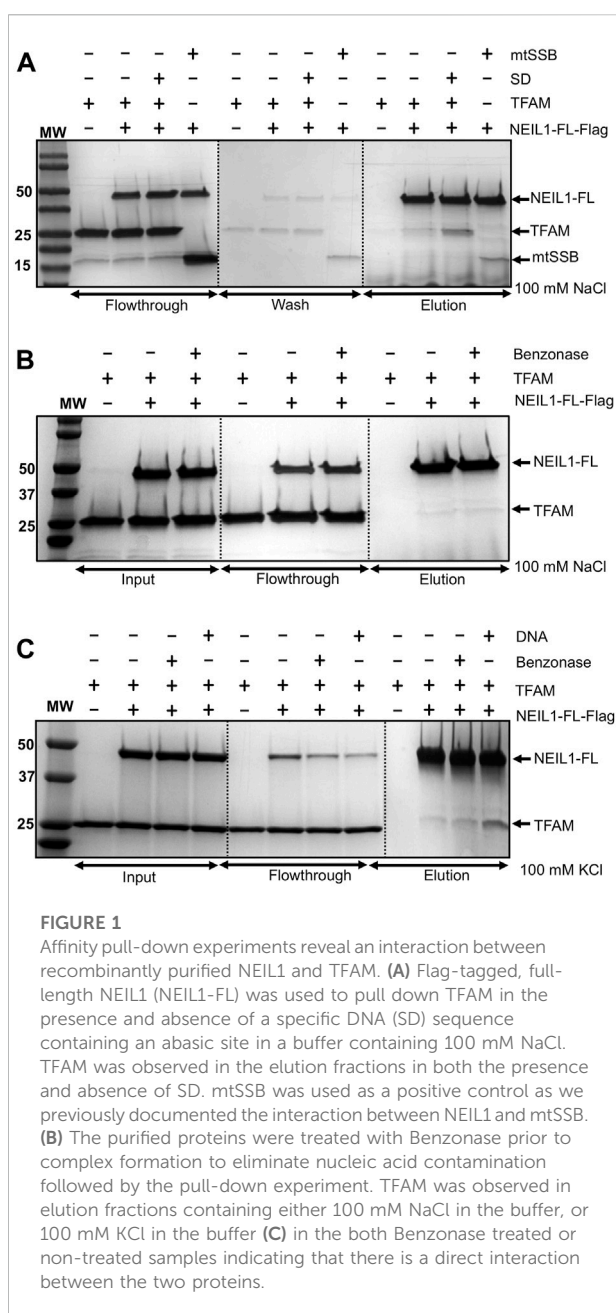 − − − + − − − + − − − + mtSSB
A − − + − − − + − − − + − SD
+ + + − + + + − + + + − TFAM
MW − + + + − + + + − + + + NEIL1-FL-Flag
50 NEIL1-FL
25 TFAM
15 mtSSB
100 mM NaCl
Flowthrough Wash Elution
B − − + − − + − − + Benzonase
+ + + + + + + + + TFAM
MW − + + − + + − + + NEIL1-FL-Flag
50 NEIL1-FL
37
TFAM
25
100 mM NaCl
Input Flowthrough Elution
− − − + − − − + − − − + DNA
C − − + − − − + − − − + − Benzonase
+ + + + + + + + + + + + TFAM
MW − + + + − + + + − + + + NEIL1-FL-Flag
50 NEIL1-FL
37
25 TFAM
100 mM KCl
Input Flowthrough Elution
FIGURE 1
Affinity pull-down experiments reveal an interaction between
recombinantly purified NEIL1 and TFAM. (A) Flag-tagged, full-
length NEIL1 (NEIL1-FL) was used to pull down TFAM in the
presence and absence of a specific DNA (SD) sequence
containing an abasic site in a buffer containing 100 mM NaCl.
TFAM was observed in the elution fractions in both the presence
and absence of SD. mtSSB was used as a positive control as we
previously documented the interaction between NEIL1 and mtSSB.
(B) The purified proteins were treated with Benzonase prior to
complex formation to eliminate nucleic acid contamination
followed by the pull-down experiment. TFAM was observed in
elution fractions containing either 100 mM NaCl in the buffer, or
100 mM KCl in the buffer (C) in the both Benzonase treated or
non-treated samples indicating that there is a direct interaction
between the two proteins.